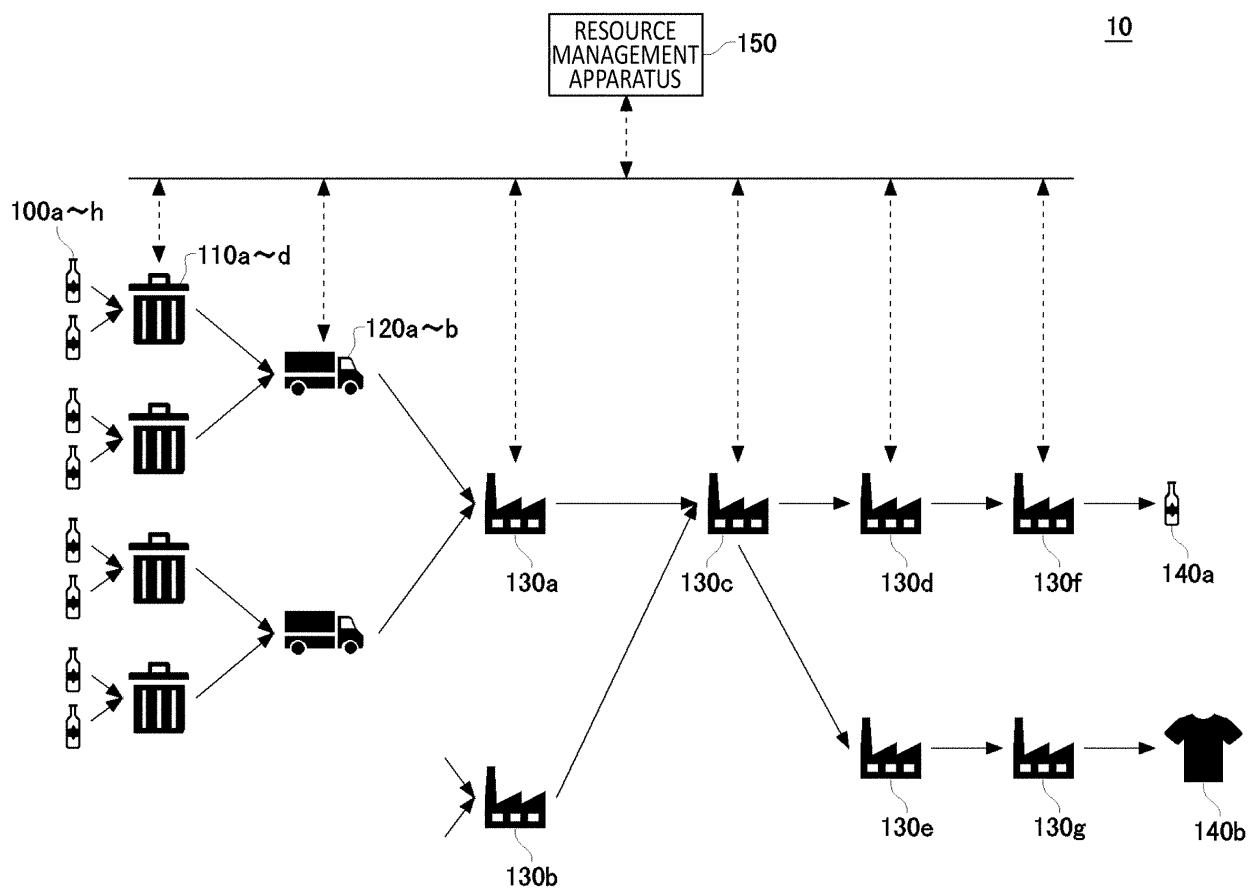 RESOURCE
MANAGEMENT
APPARATUS
150
10
100a～h
110a～d
120a～b
130a
130c
130d
130f
140a
130b
130e
130g
140b